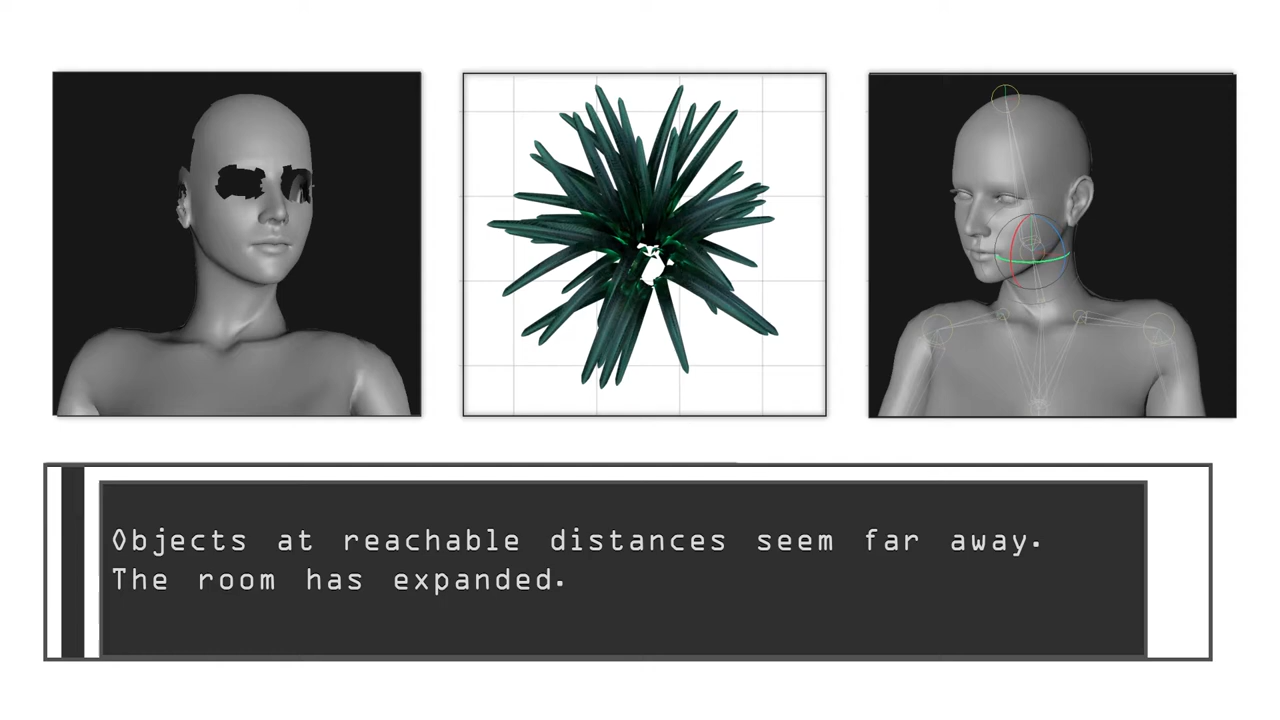 Objects at reachable distances seem far away.
The room has expanded.